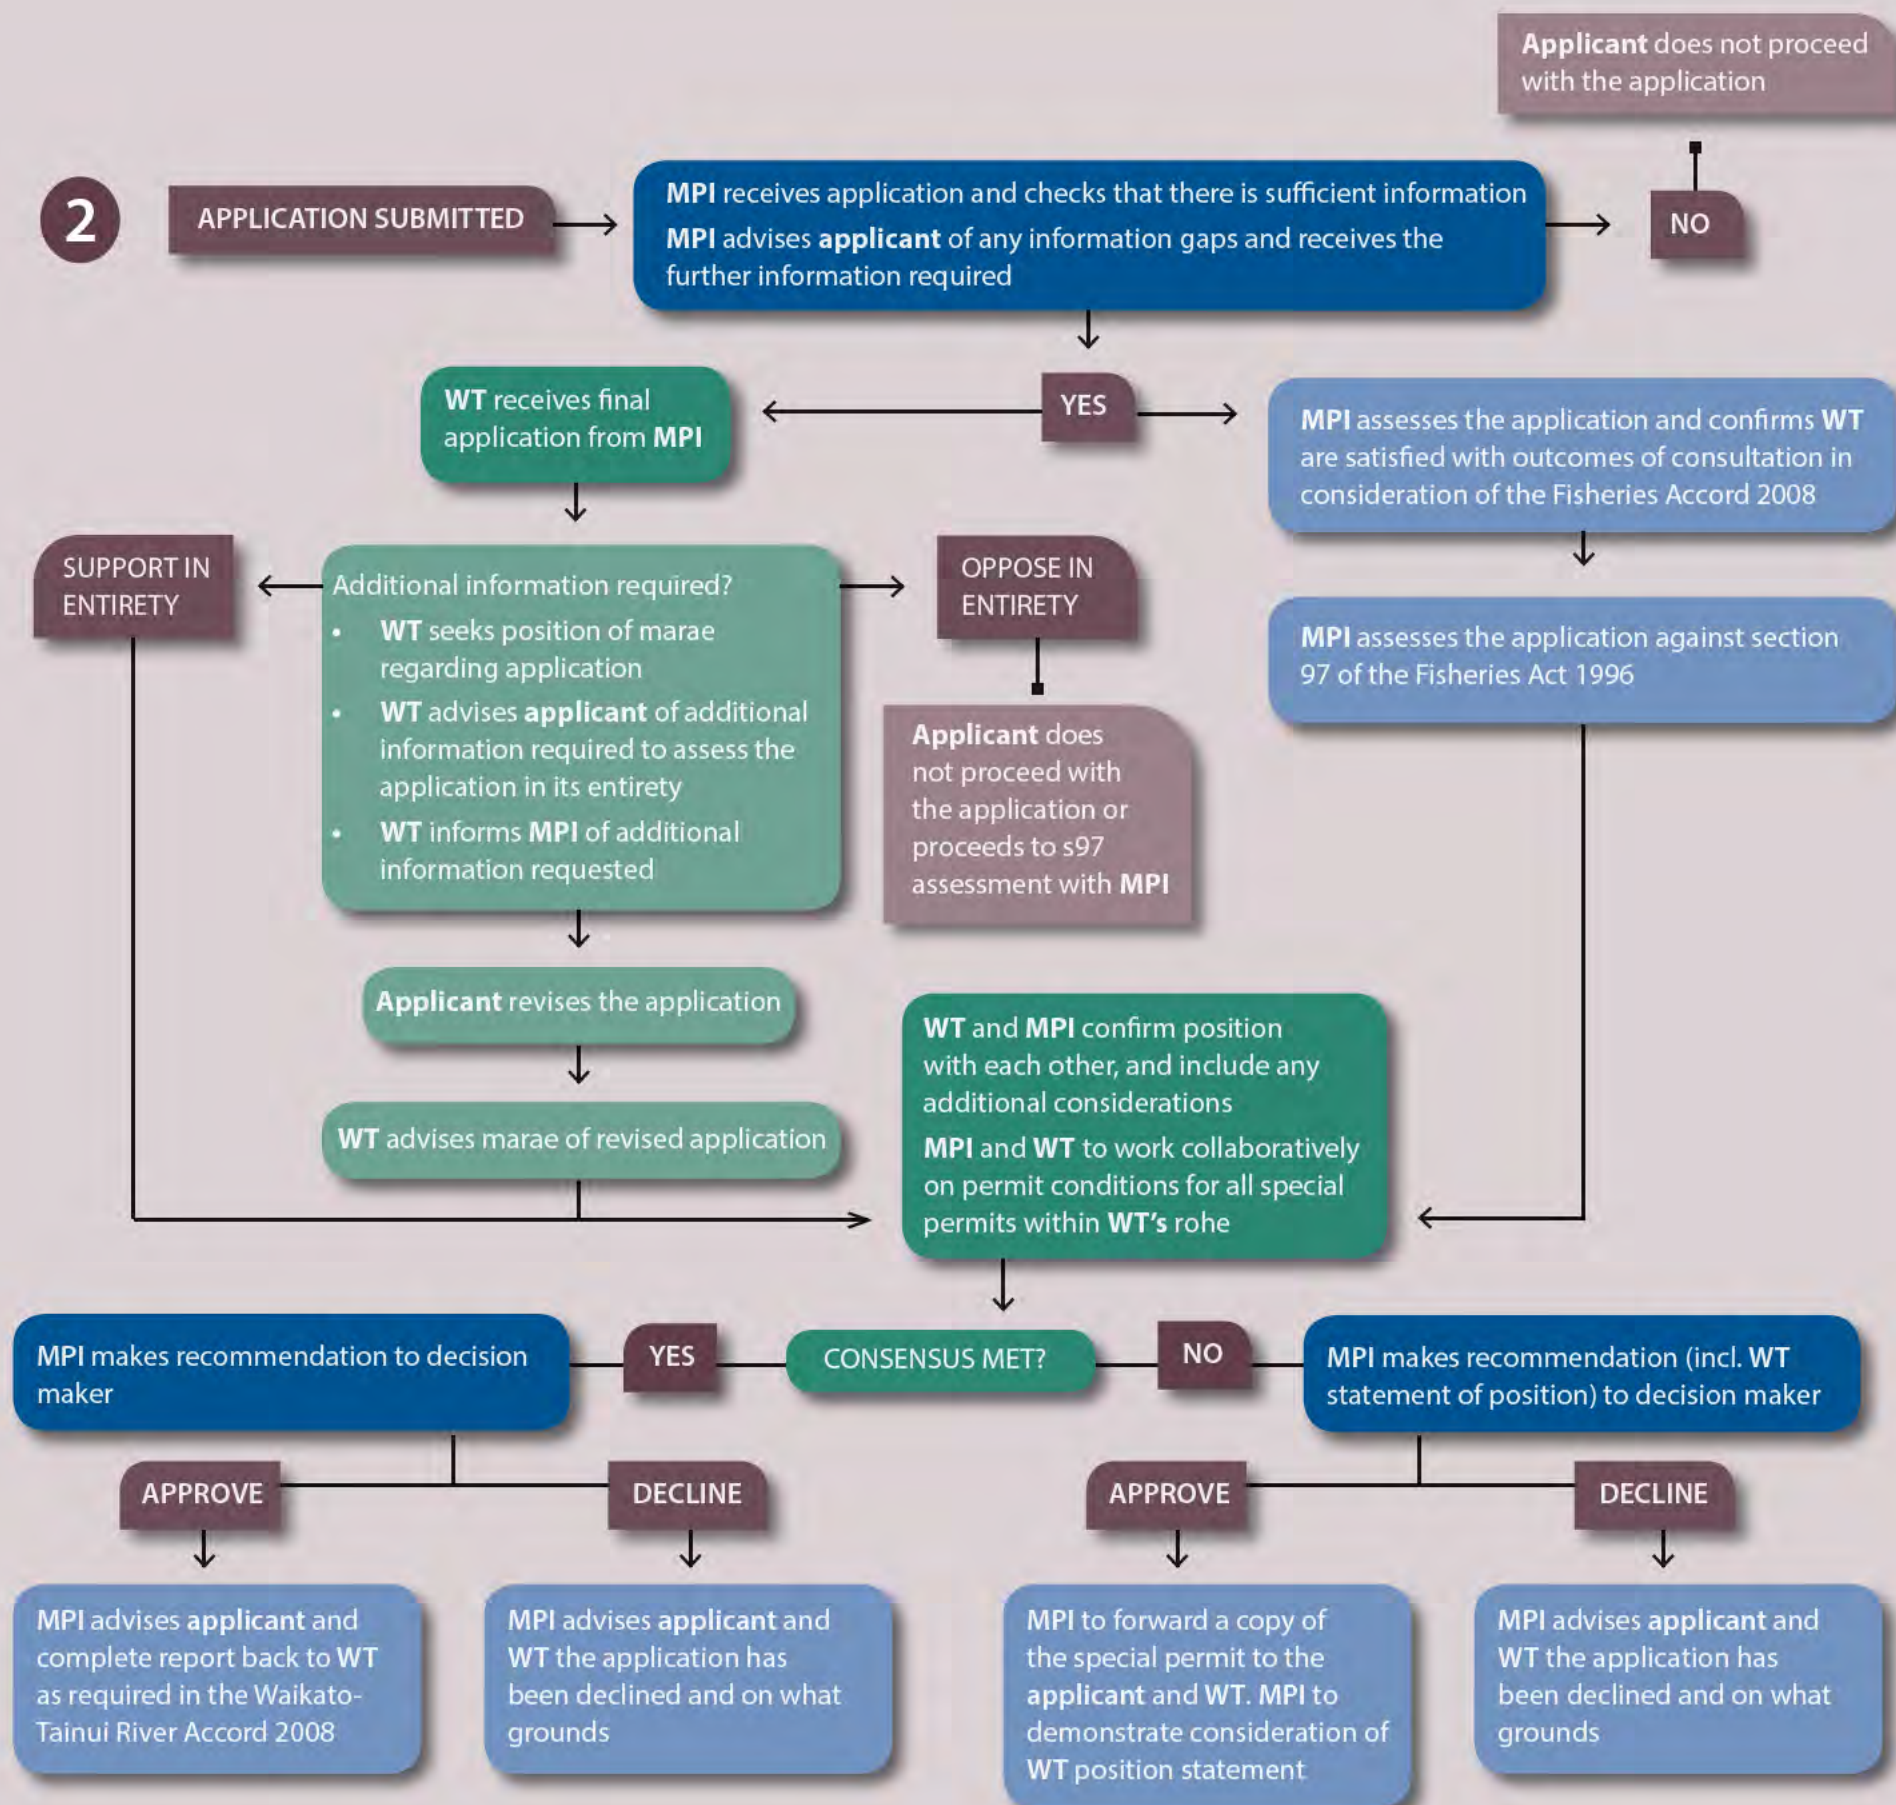 Applicant does not proceed
with the application
2
APPLICATION SUBMITTED
MPI receives application and checks that there is sufficient information
MPI advises applicant of any information gaps and receives the
further information required
NO
WT receives final
application from MPI
YES
MPI assesses the application and confirms WT
are satisfied with outcomes of consultation in
consideration of the Fisheries Accord 2008
SUPPORT IN
ENTIRETY
Additional information required?
• WT seeks position of marae
regarding application
• WT advises applicant of additional
information required to assess the
application in its entirety
• WT informs MPI of additional
information requested
OPPOSE IN
ENTIRETY
MPI assesses the application against section
97 of the Fisheries Act 1996
Applicant does
not proceed with
the application or
proceeds to s97
assessment with MPI
Applicant revises the application
WT advises marae of revised application
WT and MPI confirm position
with each other, and include any
additional considerations
MPI and WT to work collaboratively
on permit conditions for all special
permits within WT's rohe
MPI makes recommendation to decision
maker
YES
CONSENSUS MET?
NO
MPI makes recommendation (incl. WT
statement of position) to decision maker
APPROVE
DECLINE
APPROVE
DECLINE
MPI advises applicant and
complete report back to WT
as required in the Waikato-
Tainui River Accord 2008
MPI advises applicant and
WT the application has
been declined and on what
grounds
MPI to forward a copy of
the special permit to the
applicant and WT. MPI to
demonstrate consideration of
WT position statement
MPI advises applicant and
WT the application has
been declined and on what
grounds